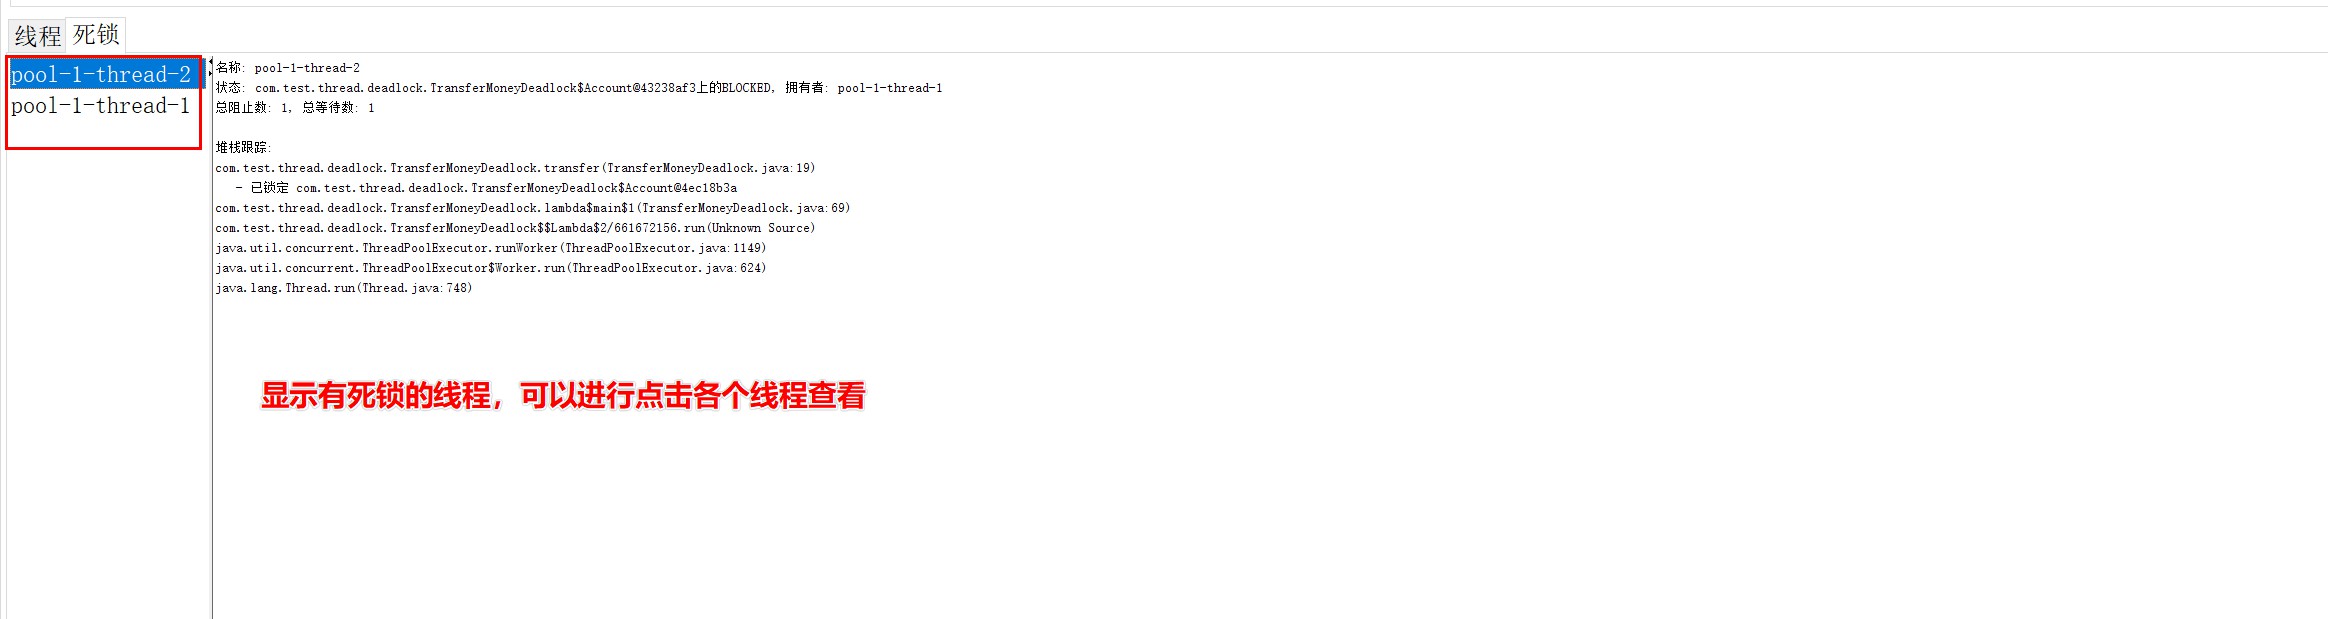 线程 死锁
pool-1-thread-2
pool-1-thread-1
名称: pool-1-thread-2
状态: com.test.thread.deadlock.TransferMoneyDeadlock$Account@43238af3上的BLOCKED, 拥有者: pool-1-thread-1
总阻止数: 1, 总等待数: 1
堆栈跟踪:
com.test.thread.deadlock.TransferMoneyDeadlock.transfer(TransferMoneyDeadlock.java:19)
- 已锁定 com.test.thread.deadlock.TransferMoneyDeadlock$Account@4ec18b3a
com.test.thread.deadlock.TransferMoneyDeadlock.lambda$main$1(TransferMoneyDeadlock.java:69)
com.test.thread.deadlock.TransferMoneyDeadlock$$Lambda$2/661672156.run(Unknown Source)
java.util.concurrent.ThreadPoolExecutor.runWorker(ThreadPoolExecutor.java:1149)
java.util.concurrent.ThreadPoolExecutor$Worker.run(ThreadPoolExecutor.java:624)
java.lang.Thread.run(Thread.java:748)
显示有死锁的线程，可以进行点击各个线程查看